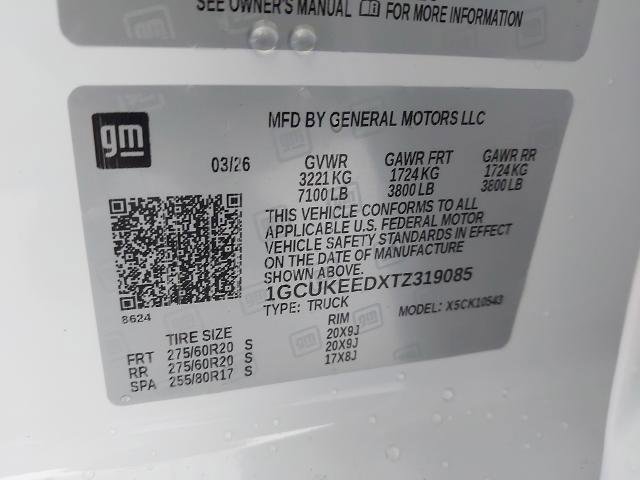 SEE OWNER'S MANUAL FOR MORE INFORMATION
gm
MFD BY GENERAL MOTORS LLC
03/26 GVWR GAWR FRT GAWR RR
3221 KG 1724 KG 1724 KG
7100 LB 3800 LB 3800 LB
THIS VEHICLE CONFORMS TO ALL
APPLICABLE U.S. FEDERAL MOTOR
VEHICLE SAFETY STANDARDS IN EFFECT
ON THE DATE OF MANUFACTURE
SHOWN ABOVE.
1GCUKEEDXTZ319085
8624 TYPE: TRUCK MODEL: X5CK10543
TIRE SIZE RIM
FRT 275/60R20 S 20X9J
RR 275/60R20 S 20X9J
SPA 255/80R17 S 17X8J